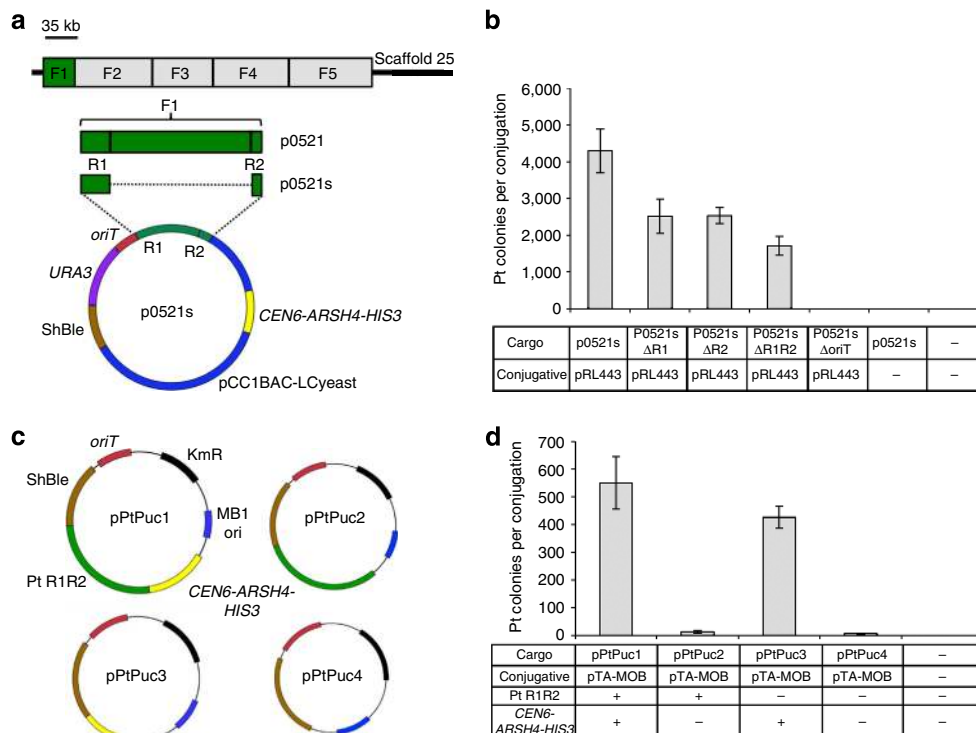 a
35 kb
Scaffold 25
F1 F2 F3 F4 F5
F1
p0521
R1 R2
p0521s
oriT
R1 R2
URA3
p0521s
CEN6-ARSH4-HIS3
ShBle
pCC1BAC-LCyeast
b
Pt colonies per conjugation
6,000
5,000
4,000
3,000
2,000
1,000
0
Cargo p0521s P0521s ΔR1 P0521s ΔR2 P0521s ΔR1R2 P0521s ΔoriT p0521s –
Conjugative pRL443 pRL443 pRL443 pRL443 pRL443 – –
c
oriT
KmR
ShBle
pPtPuc1
MB1
ori
Pt R1R2
CEN6-ARSH4-
HIS3
pPtPuc2
pPtPuc3
pPtPuc4
d
Pt colonies per conjugation
700
600
500
400
300
200
100
0
Cargo pPtPuc1 pPtPuc2 pPtPuc3 pPtPuc4 –
Conjugative pTA-MOB pTA-MOB pTA-MOB pTA-MOB –
Pt R1R2 + + – – –
CEN6-
ARSH4-HIS3 + – + – –